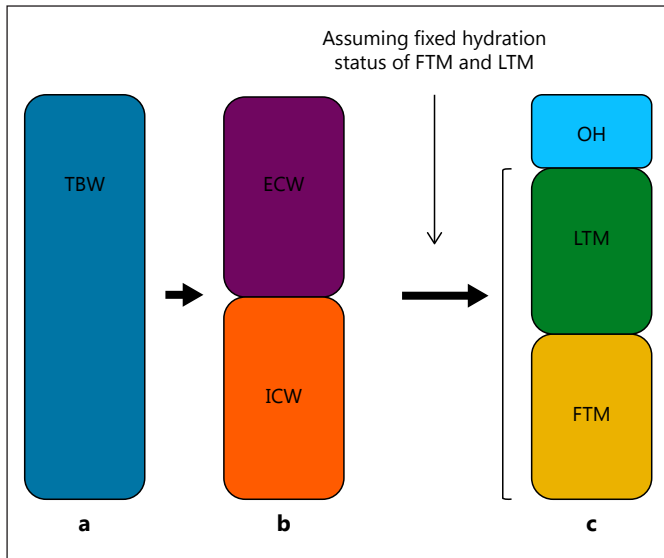 Assuming fixed hydration
status of FTM and LTM
TBW
ECW
ICW
OH
LTM
FTM
a
b
c